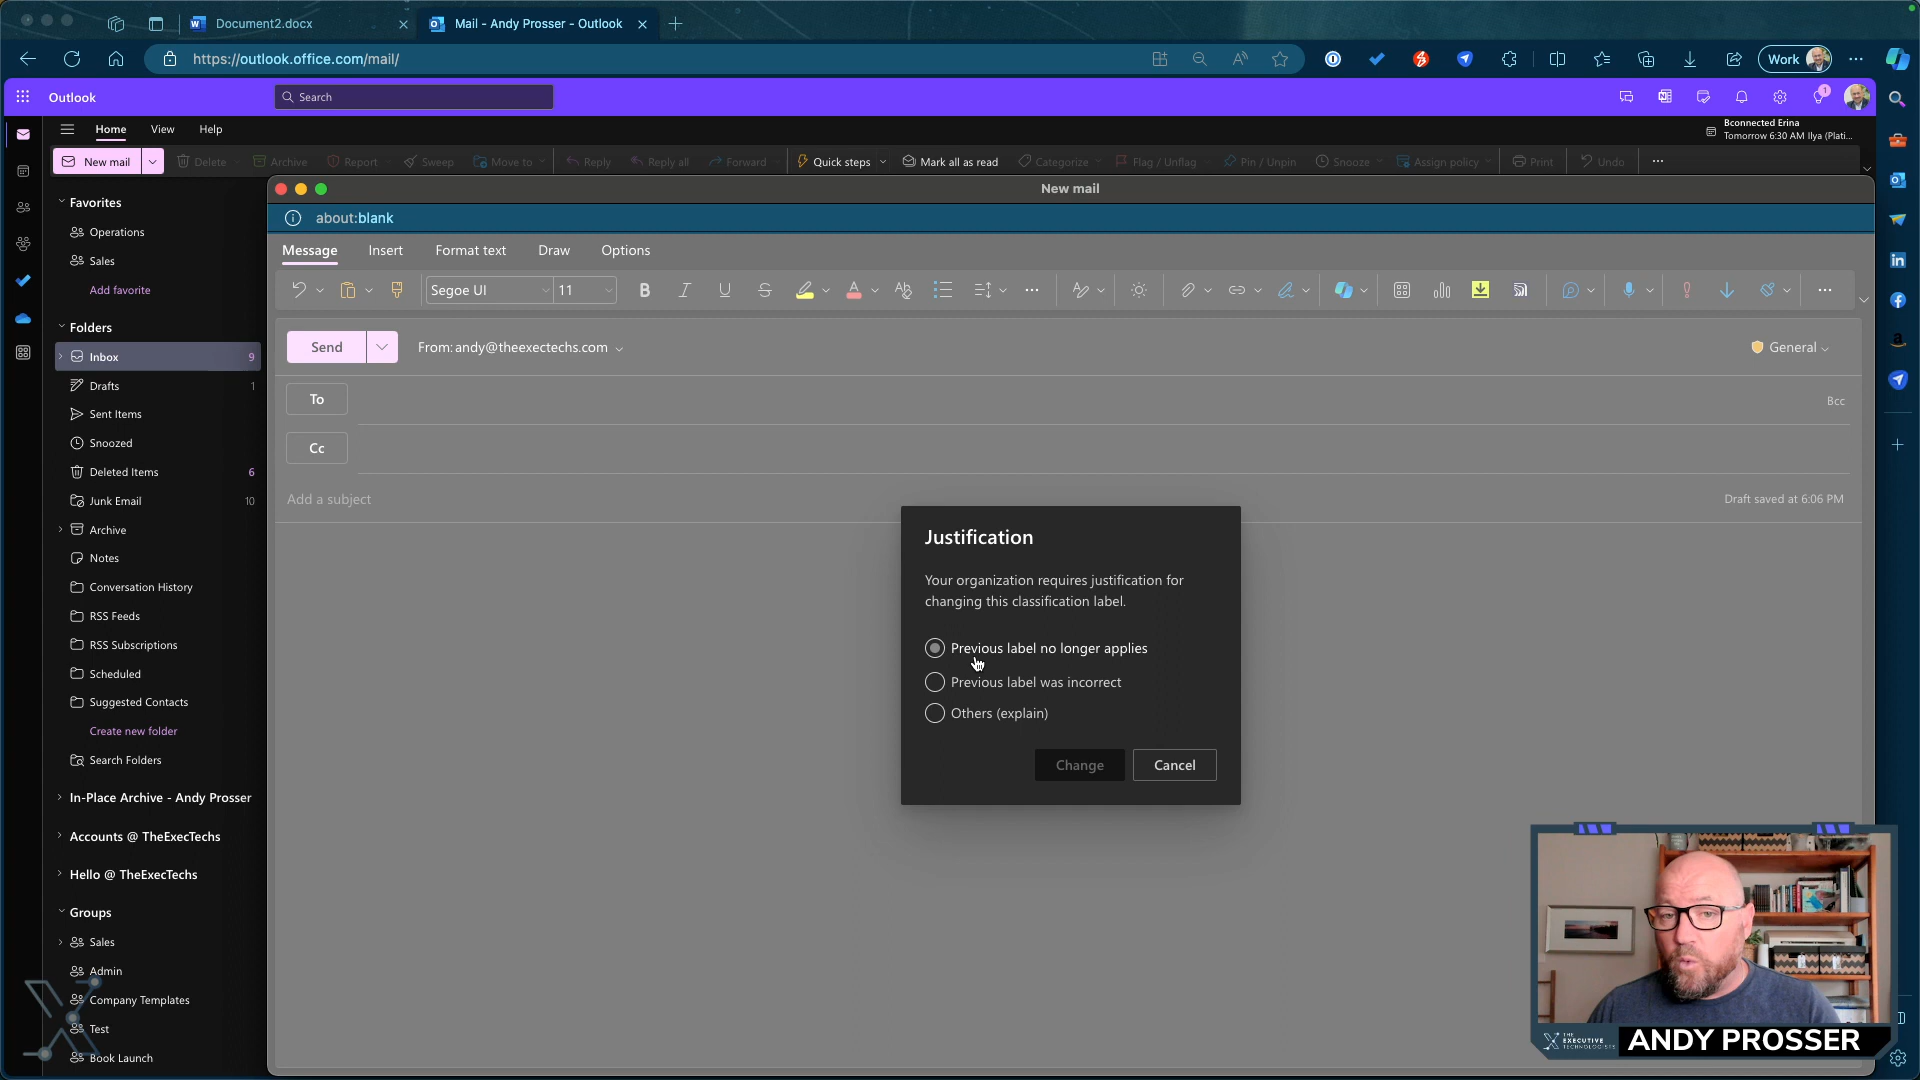 Document2.docx
Mail - Andy Prosser - Outlook
https://outlook.office.com/mail/
Work
Outlook
Search
1
Home
View
Help
Bconnected Erina
Tomorrow 6:30 AM Ilya (Plati...
New mail
Delete
Archive
Report
Sweep
Move to
Reply
Reply all
Forward
Quick steps
Mark all as read
Categorize
Flag / Unflag
Pin / Unpin
Snooze
Assign policy
Print
Undo
Favorites
Operations
Sales
Add favorite
Folders
Inbox 9
Drafts 1
Sent Items
Snoozed
Deleted Items 6
Junk Email 10
Archive
Notes
Conversation History
RSS Feeds
RSS Subscriptions
Scheduled
Suggested Contacts
Create new folder
Search Folders
In-Place Archive - Andy Prosser
Accounts @ TheExecTechs
Hello @ TheExecTechs
Groups
Sales
Admin
Company Templates
Test
Book Launch
New mail
about:blank
Message
Insert
Format text
Draw
Options
Segoe UI
11
Send
From: andy@theexectechs.com
General
To
Bcc
Cc
Add a subject
Draft saved at 6:06 PM
Justification
Your organization requires justification for
changing this classification label.
Previous label no longer applies
Previous label was incorrect
Others (explain)
Change
Cancel
THE
EXECUTIVE
TECHNOLOGISTS
ANDY PROSSER